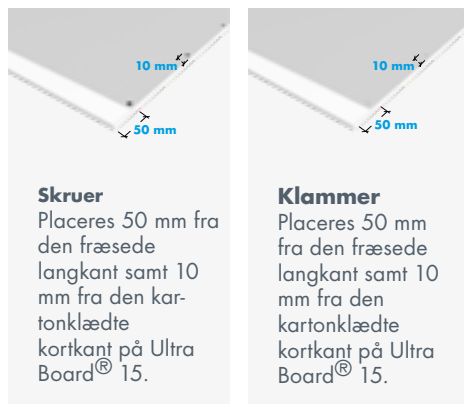 10 mm
50 mm
Skruer
Placeres 50 mm fra
den fræsede
langkant samt 10
mm fra den kar-
tonklædte
kortkant på Ultra
Board® 15.
10 mm
50 mm
Klammer
Placeres 50 mm
fra den fræsede
langkant samt 10
mm fra den
kartonklædte
kortkant på Ultra
Board® 15.